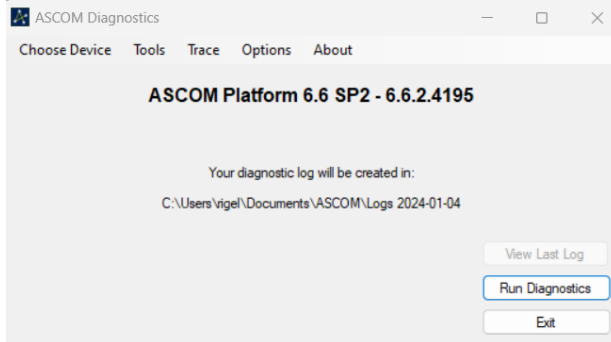 ASCOM Diagnostics
Choose Device Tools Trace Options About
ASCOM Platform 6.6 SP2 - 6.6.2.4195
Your diagnostic log will be created in:
C:\Users\rigel\Documents\ASCOM\Logs 2024-01-04
View Last Log
Run Diagnostics
Exit